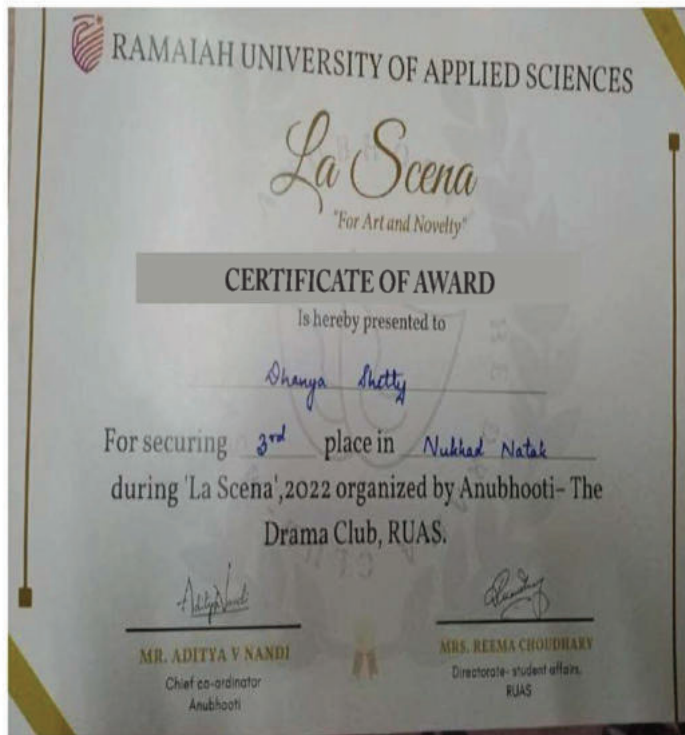 RAMAIAH UNIVERSITY OF APPLIED SCIENCES
La Scena
"For Art and Novelty"
CERTIFICATE OF AWARD
Is hereby presented to
Dhanya Shetty
For securing 3rd place in Nukhad Natak
during 'La Scena',2022 organized by Anubhooti– The
Drama Club, RUAS.
MR. ADITYA V NANDI
Chief co-ordinator
Anubhooti
MRS. REEMA CHOUDHARY
Directorate- student affairs,
RUAS